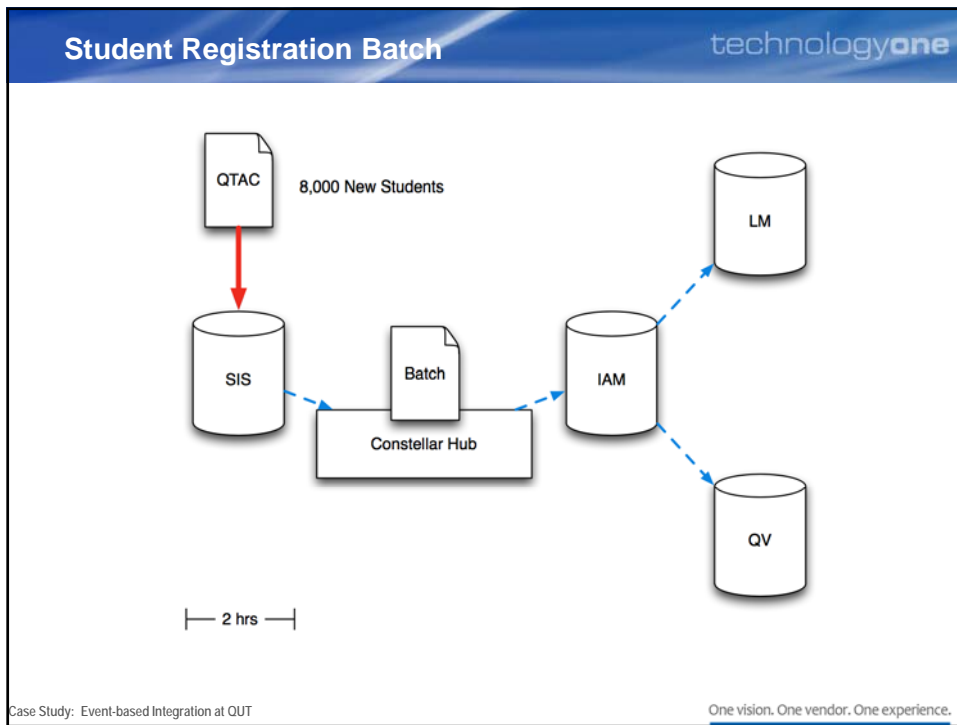 Student Registration Batch
technologyone
QTAC
8,000 New Students
LM
SIS
Batch
IAM
Constellar Hub
QV
2 hrs
Case Study: Event-based Integration at QUT
One vision. One vendor. One experience.